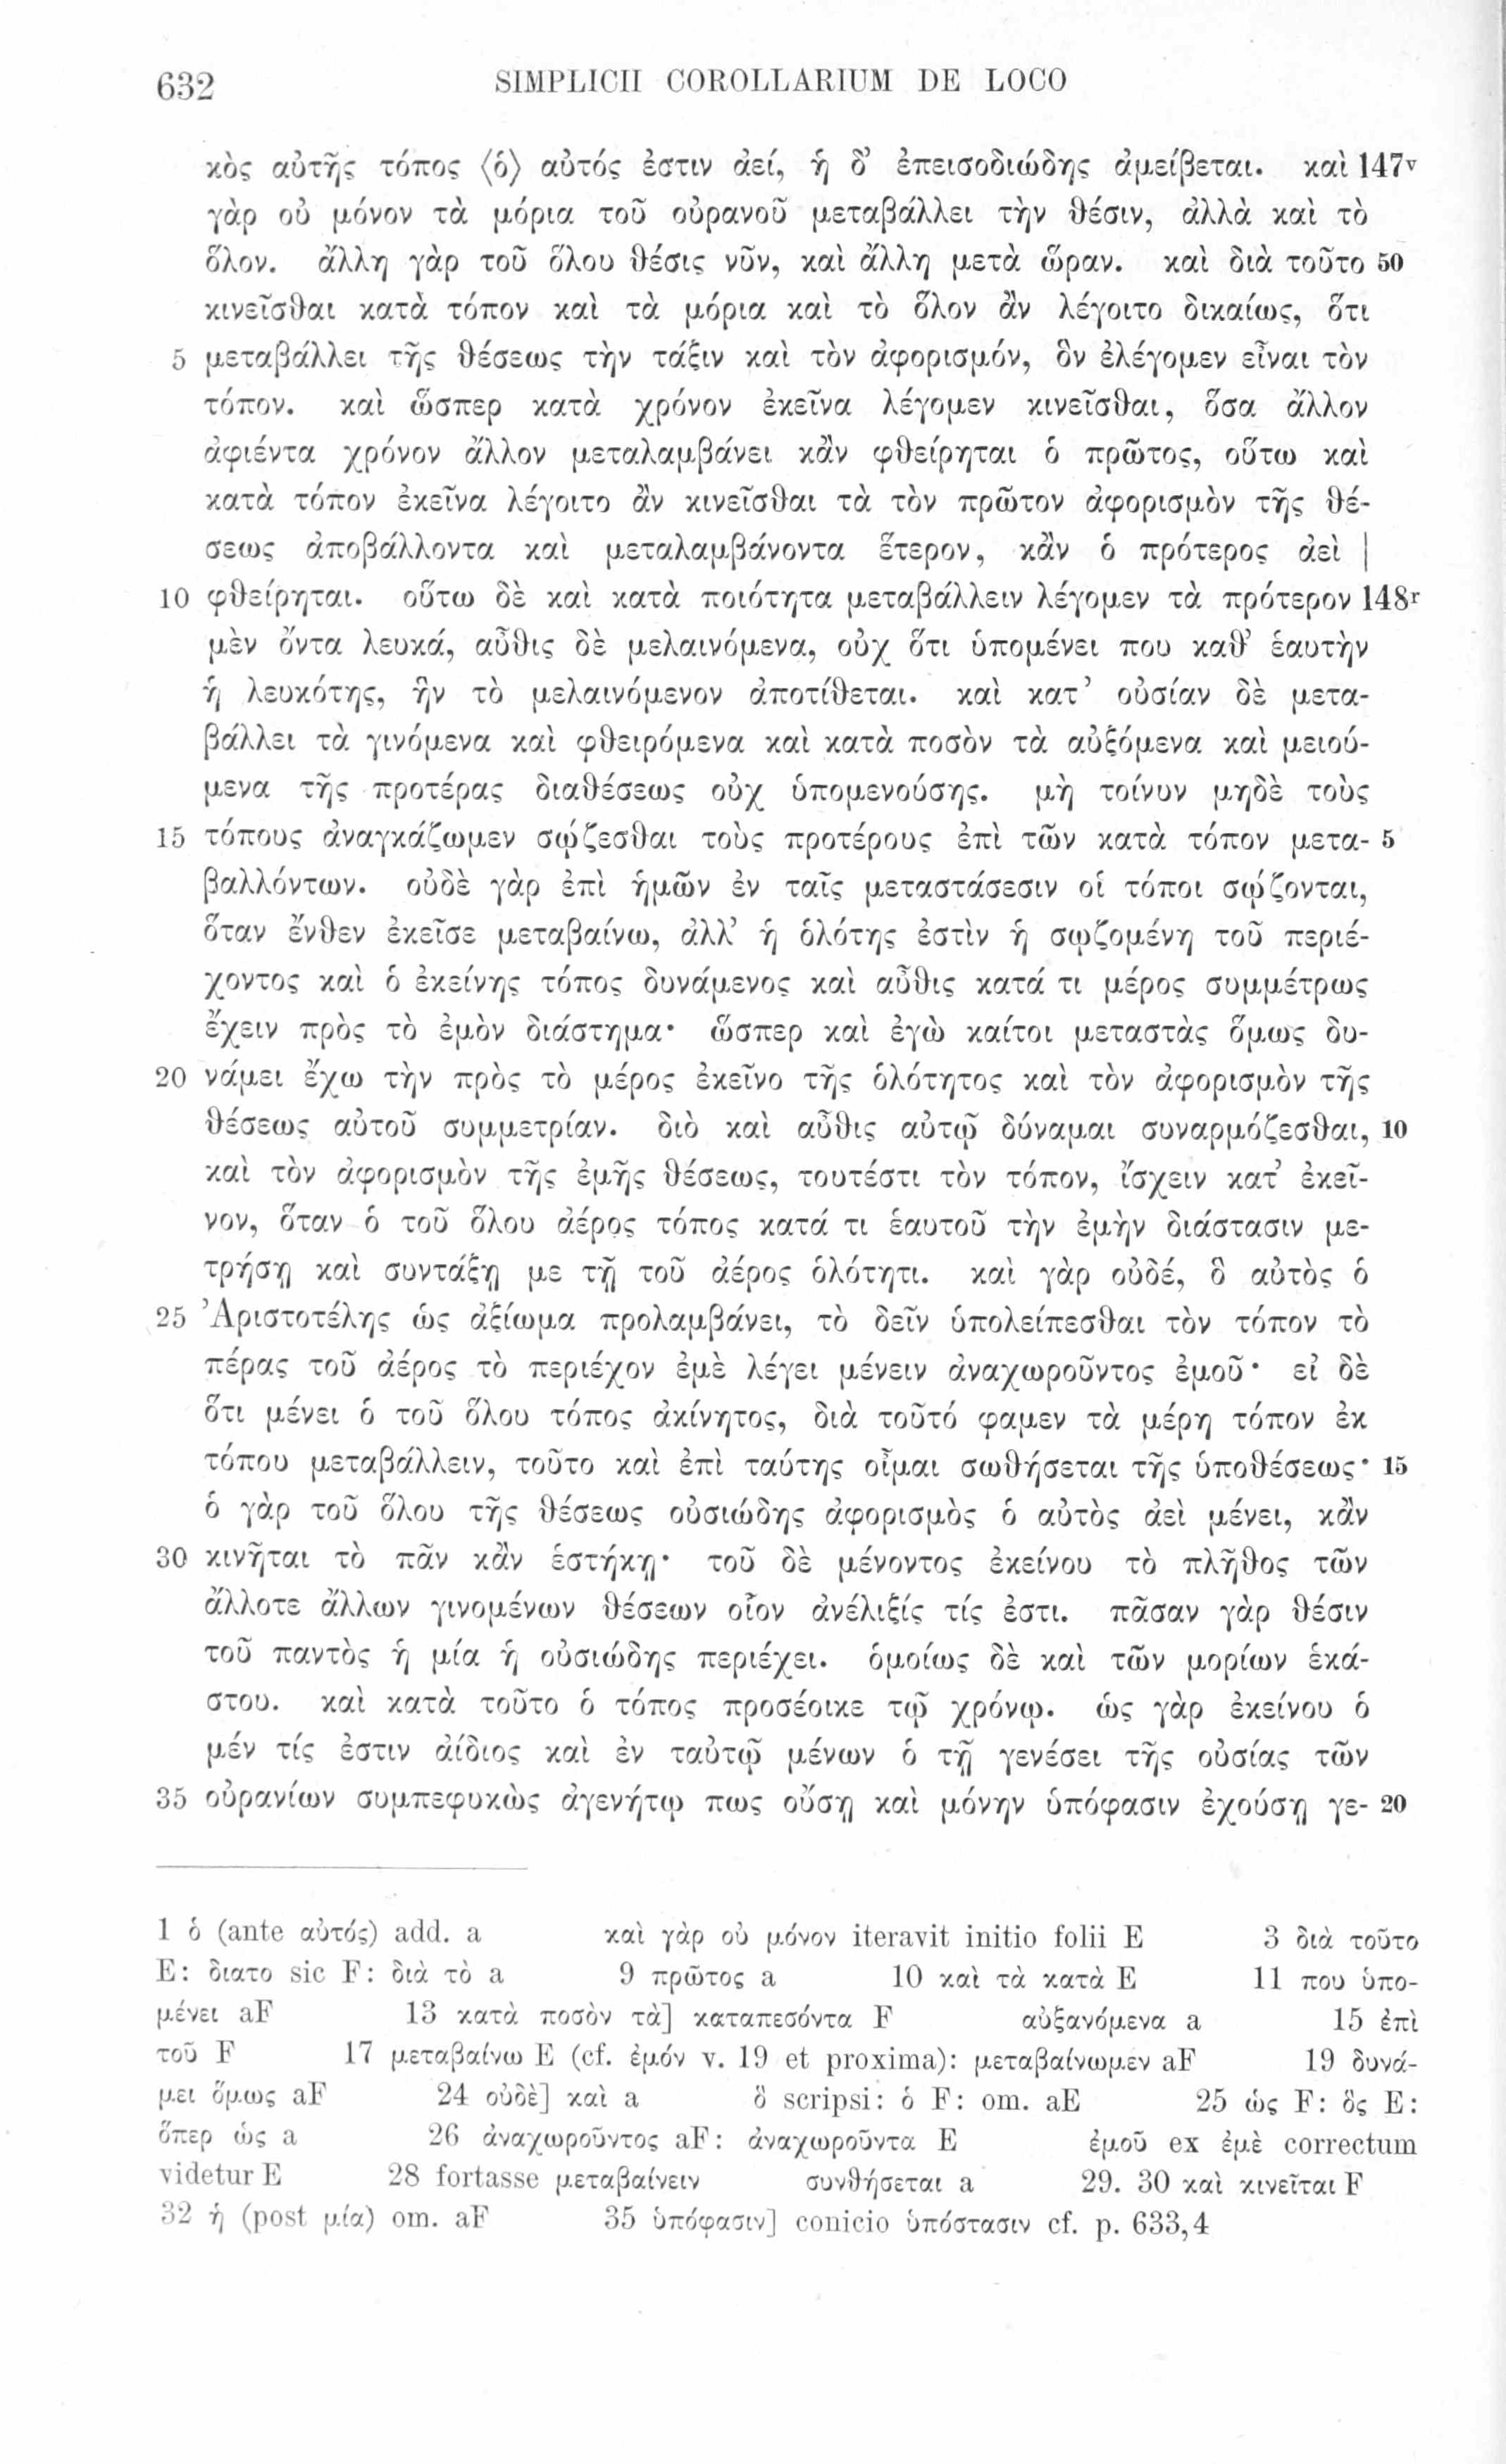 632 SIMPLICII COROLLARIUM DE LOCO
κὸς αὐτῆς τόπος ⟨ὁ⟩ αὐτός ἐστιν ἀεί, ἡ δ' ἐπεισοδιώδης ἀμείβεται. καὶ 147v
γὰρ οὐ μόνον τὰ μόρια τοῦ οὐρανοῦ μεταβάλλει τὴν θέσιν, ἀλλὰ καὶ τὸ
ὅλον. ἄλλη γὰρ τοῦ ὅλου θέσις νῦν, καὶ ἄλλη μετὰ ὥραν. καὶ διὰ τοῦτο 50
κινεῖσθαι κατὰ τόπον καὶ τὰ μόρια καὶ τὸ ὅλον ἂν λέγοιτο δικαίως, ὅτι
5 μεταβάλλει τῆς θέσεως τὴν τάξιν καὶ τὸν ἀφορισμόν, ὃν ἐλέγομεν εἶναι τὸν
τόπον. καὶ ὥσπερ κατὰ χρόνον ἐκεῖνα λέγομεν κινεῖσθαι, ὅσα ἄλλον
ἀφιέντα χρόνον ἄλλον μεταλαμβάνει κἂν φθείρηται ὁ πρῶτος, οὕτω καὶ
κατὰ τόπον ἐκεῖνα λέγοιτο ἂν κινεῖσθαι τὰ τὸν πρῶτον ἀφορισμὸν τῆς θέ-
σεως ἀποβάλλοντα καὶ μεταλαμβάνοντα ἕτερον, κἂν ὁ πρότερος ἀεὶ |
10 φθείρηται. οὕτω δὲ καὶ κατὰ ποιότητα μεταβάλλειν λέγομεν τὰ πρότερον 148r
μὲν ὄντα λευκά, αὖθις δὲ μελαινόμενα, οὐχ ὅτι ὑπομένει που καθ' ἑαυτὴν
ἡ λευκότης, ἣν τὸ μελαινόμενον ἀποτίθεται. καὶ κατ' οὐσίαν δὲ μετα-
βάλλει τὰ γινόμενα καὶ φθειρόμενα καὶ κατὰ ποσὸν τὰ αὐξόμενα καὶ μειού-
μενα τῆς προτέρας διαθέσεως οὐχ ὑπομενούσης. μὴ τοίνυν μηδὲ τοὺς
15 τόπους ἀναγκάζωμεν σῴζεσθαι τοὺς προτέρους ἐπὶ τῶν κατὰ τόπον μετα- 5
βαλλόντων. οὐδὲ γὰρ ἐπὶ ἡμῶν ἐν ταῖς μεταστάσεσιν οἱ τόποι σῴζονται,
ὅταν ἔνθεν ἐκεῖσε μεταβαίνω, ἀλλ' ἡ ὁλότης ἐστὶν ἡ σῳζομένη τοῦ περιέ-
χοντος καὶ ὁ ἐκείνης τόπος δυνάμενος καὶ αὖθις κατά τι μέρος συμμέτρως
ἔχειν πρὸς τὸ ἐμὸν διάστημα· ὥσπερ καὶ ἐγὼ καίτοι μεταστὰς ὅμως δυ-
20 νάμει ἔχω τὴν πρὸς τὸ μέρος ἐκεῖνο τῆς ὁλότητος καὶ τὸν ἀφορισμὸν τῆς
θέσεως αὐτοῦ συμμετρίαν. διὸ καὶ αὖθις αὐτῷ δύναμαι συναρμόζεσθαι, 10
καὶ τὸν ἀφορισμὸν τῆς ἐμῆς θέσεως, τουτέστι τὸν τόπον, ἴσχειν κατ' ἐκεῖ-
νον, ὅταν ὁ τοῦ ὅλου ἀέρος τόπος κατά τι ἑαυτοῦ τὴν ἐμὴν διάστασιν με-
τρήσῃ καὶ συντάξῃ με τῇ τοῦ ἀέρος ὁλότητι. καὶ γὰρ οὐδέ, ὃ αὐτὸς ὁ
25 Ἀριστοτέλης ὡς ἀξίωμα προλαμβάνει, τὸ δεῖν ὑπολείπεσθαι τὸν τόπον τὸ
πέρας τοῦ ἀέρος τὸ περιέχον ἐμὲ λέγει μένειν ἀναχωροῦντος ἐμοῦ· εἰ δὲ
ὅτι μένει ὁ τοῦ ὅλου τόπος ἀκίνητος, διὰ τοῦτό φαμεν τὰ μέρη τόπον ἐκ
τόπου μεταβάλλειν, τοῦτο καὶ ἐπὶ ταύτης οἶμαι σωθήσεται τῆς ὑποθέσεως· 15
ὁ γὰρ τοῦ ὅλου τῆς θέσεως οὐσιώδης ἀφορισμὸς ὁ αὐτὸς ἀεὶ μένει, κἂν
30 κινῆται τὸ πᾶν κἂν ἑστήκῃ· τοῦ δὲ μένοντος ἐκείνου τὸ πλῆθος τῶν
ἄλλοτε ἄλλων γινομένων θέσεων οἷον ἀνέλιξίς τίς ἐστι. πᾶσαν γὰρ θέσιν
τοῦ παντὸς ἡ μία ἡ οὐσιώδης περιέχει. ὁμοίως δὲ καὶ τῶν μορίων ἑκά-
στου. καὶ κατὰ τοῦτο ὁ τόπος προσέοικε τῷ χρόνῳ. ὡς γὰρ ἐκείνου ὁ
μέν τίς ἐστιν ἀίδιος καὶ ἐν ταὐτῷ μένων ὁ τῇ γενέσει τῆς οὐσίας τῶν
35 οὐρανίων συμπεφυκὼς ἀγενήτῳ πως οὔσῃ καὶ μόνην ὑπόφασιν ἐχούσῃ γε- 20
1 ὁ (ante αὐτός) add. a καὶ γὰρ οὐ μόνον iteravit initio folii E 3 διὰ τοῦτο
E: διατο sic F: διὰ τὸ a 9 πρῶτος a 10 καὶ τὰ κατὰ E 11 που ὑπο-
μένει aF 13 κατὰ ποσὸν τὰ] καταπεσόντα F αὐξανόμενα a 15 ἐπὶ
τοῦ F 17 μεταβαίνω E (cf. ἐμόν v. 19 et proxima): μεταβαίνωμεν aF 19 δυνά-
μει ὅμως aF 24 οὐδὲ] καὶ a ὃ scripsi: ὁ F: om. aE 25 ὡς F: ὃς E:
ὅπερ ὡς a 26 ἀναχωροῦντος aF: ἀναχωροῦντα E ἐμοῦ ex ἐμὲ correctum
videtur E 28 fortasse μεταβαίνειν συνθήσεται a 29. 30 καὶ κινεῖται F
32 ἡ (post μία) om. aF 35 ὑπόφασιν] conicio ὑπόστασιν cf. p. 633,4